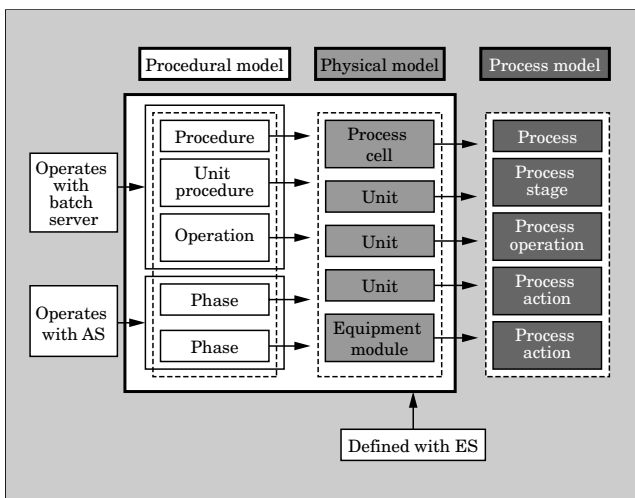 Procedural model
Physical model
Process model
Operates
with
batch
server
Operates
with AS
Procedure
Unit
procedure
Operation
Phase
Phase
Process
cell
Unit
Unit
Unit
Equipment
module
Process
Process
stage
Process
operation
Process
action
Process
action
Defined with ES